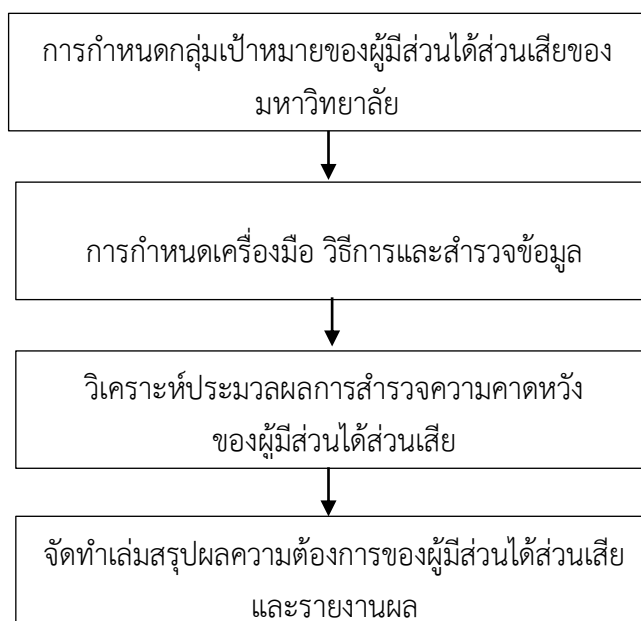 การกำหนดกลุ่มเป้าหมายของผู้มีส่วนได้ส่วนเสียของ
มหาวิทยาลัย
การกำหนดเครื่องมือ วิธีการและสำรวจข้อมูล
วิเคราะห์ประมวลผลการสำรวจความคาดหวัง
ของผู้มีส่วนได้ส่วนเสีย
จัดทำเล่มสรุปผลความต้องการของผู้มีส่วนได้ส่วนเสีย
และรายงานผล